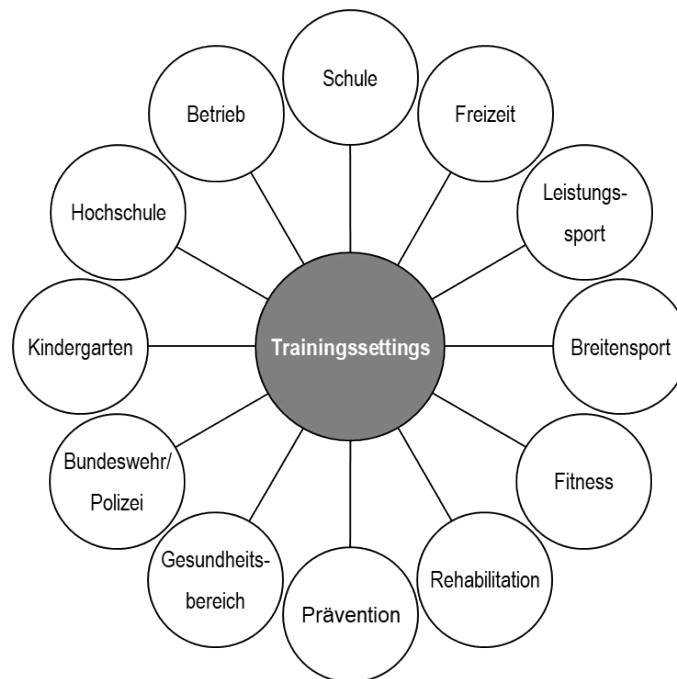 Schule
Freizeit
Leistungs-
sport
Breitensport
Fitness
Rehabilitation
Prävention
Gesundheits-
bereich
Bundeswehr/
Polizei
Kindergarten
Hochschule
Betrieb
Trainingssettings